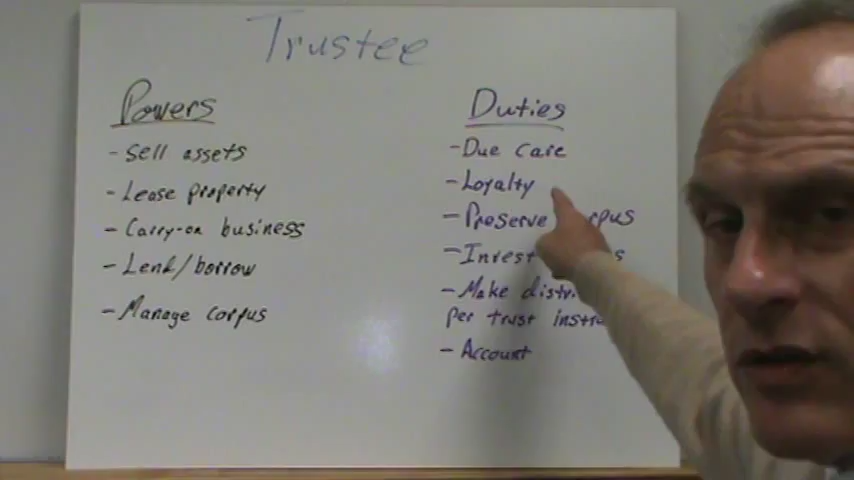 Trustee
Powers
- Sell assets
- Lease property
- Carry-on business
- Lend/borrow
- Manage corpus
Duties
- Due care
- Loyalty
- Preserve
- Invest
- Make
per trust
- Account